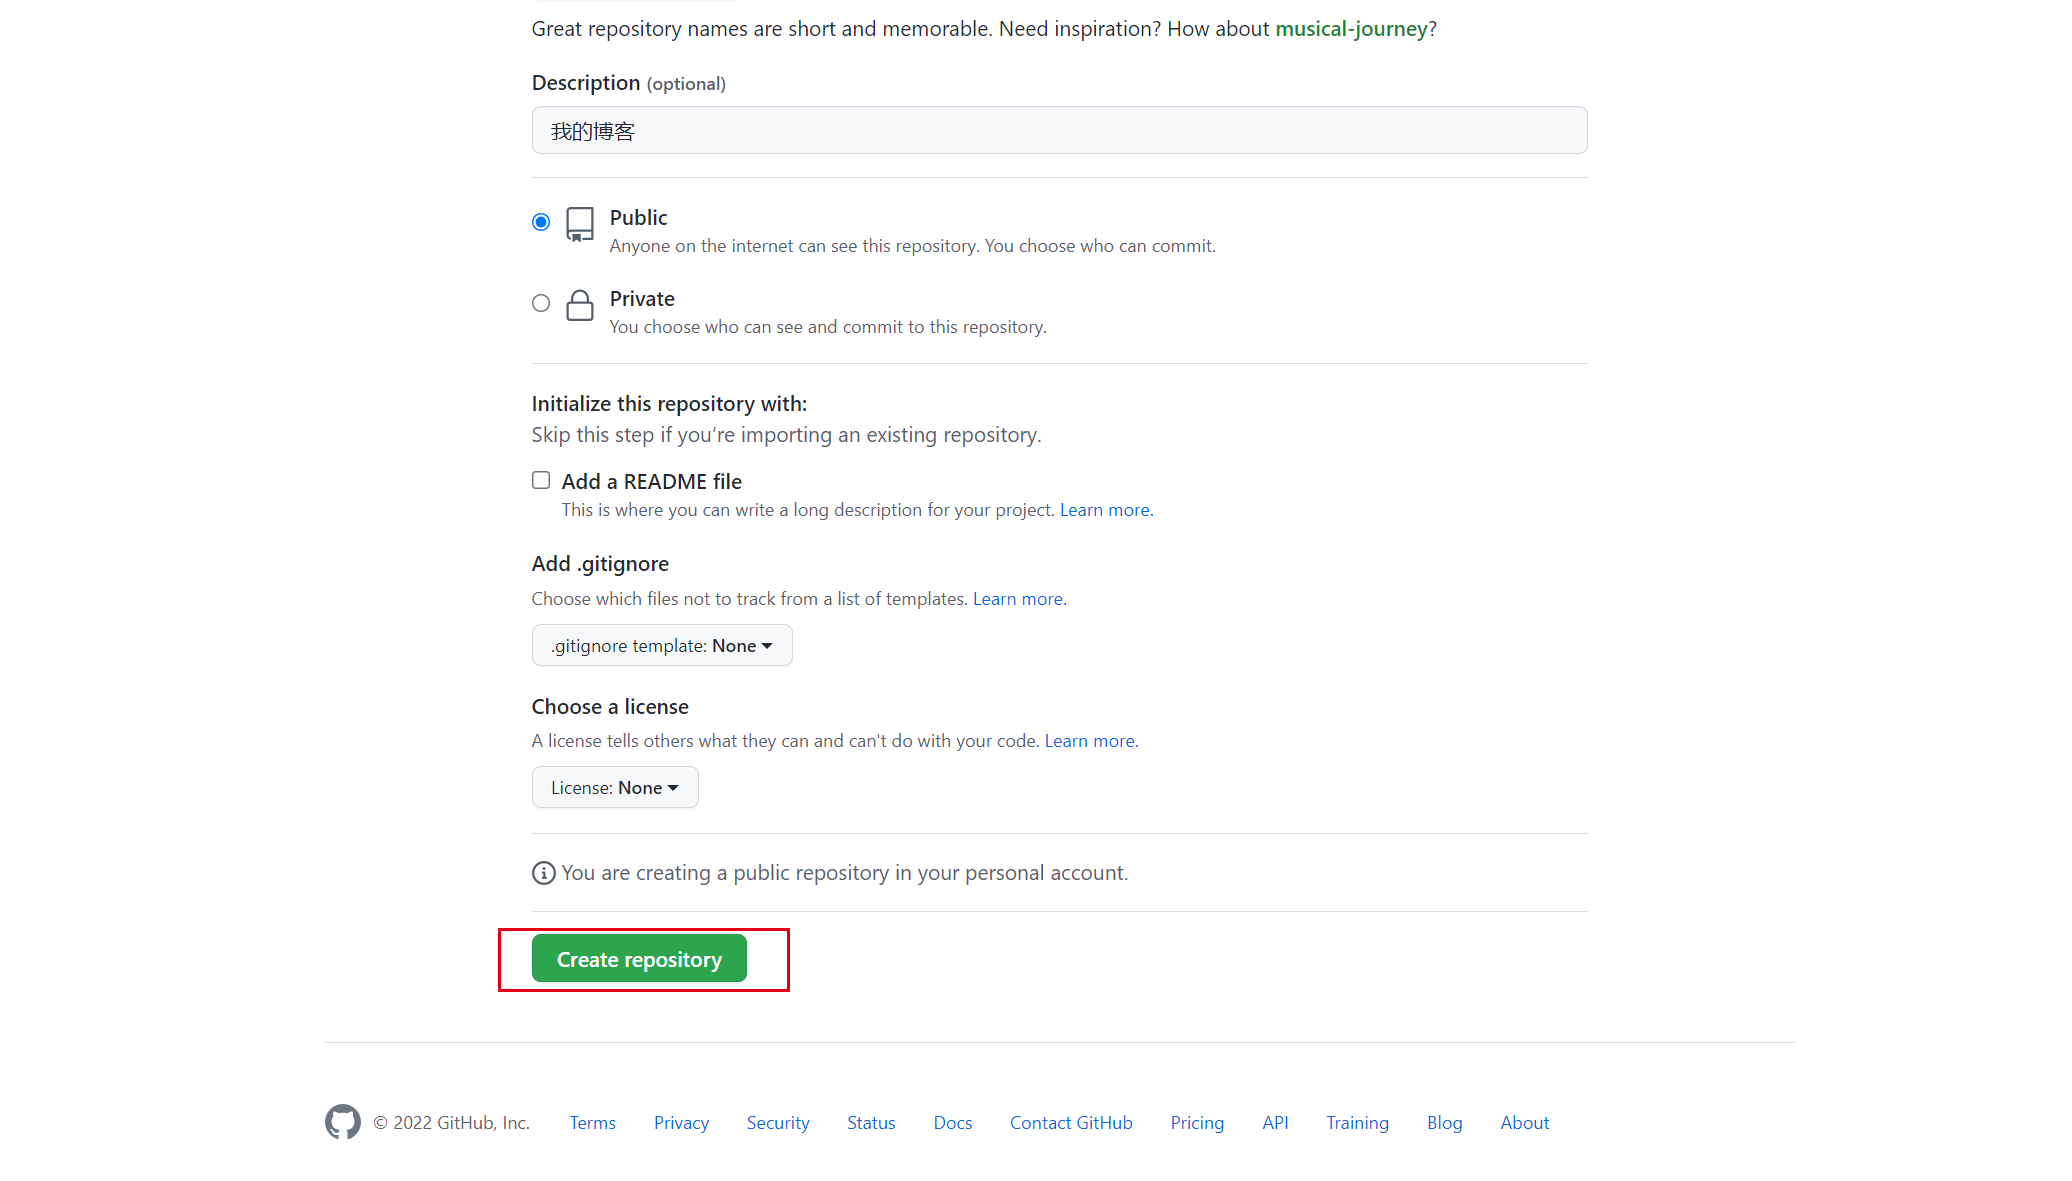 Great repository names are short and memorable. Need inspiration? How about musical-journey?
Description (optional)
我的博客
Public
Anyone on the internet can see this repository. You choose who can commit.
Private
You choose who can see and commit to this repository.
Initialize this repository with:
Skip this step if you’re importing an existing repository.
Add a README file
This is where you can write a long description for your project. Learn more.
Add .gitignore
Choose which files not to track from a list of templates. Learn more.
.gitignore template: None
Choose a license
A license tells others what they can and can't do with your code. Learn more.
License: None
You are creating a public repository in your personal account.
Create repository
© 2022 GitHub, Inc. Terms Privacy Security Status Docs Contact GitHub Pricing API Training Blog About